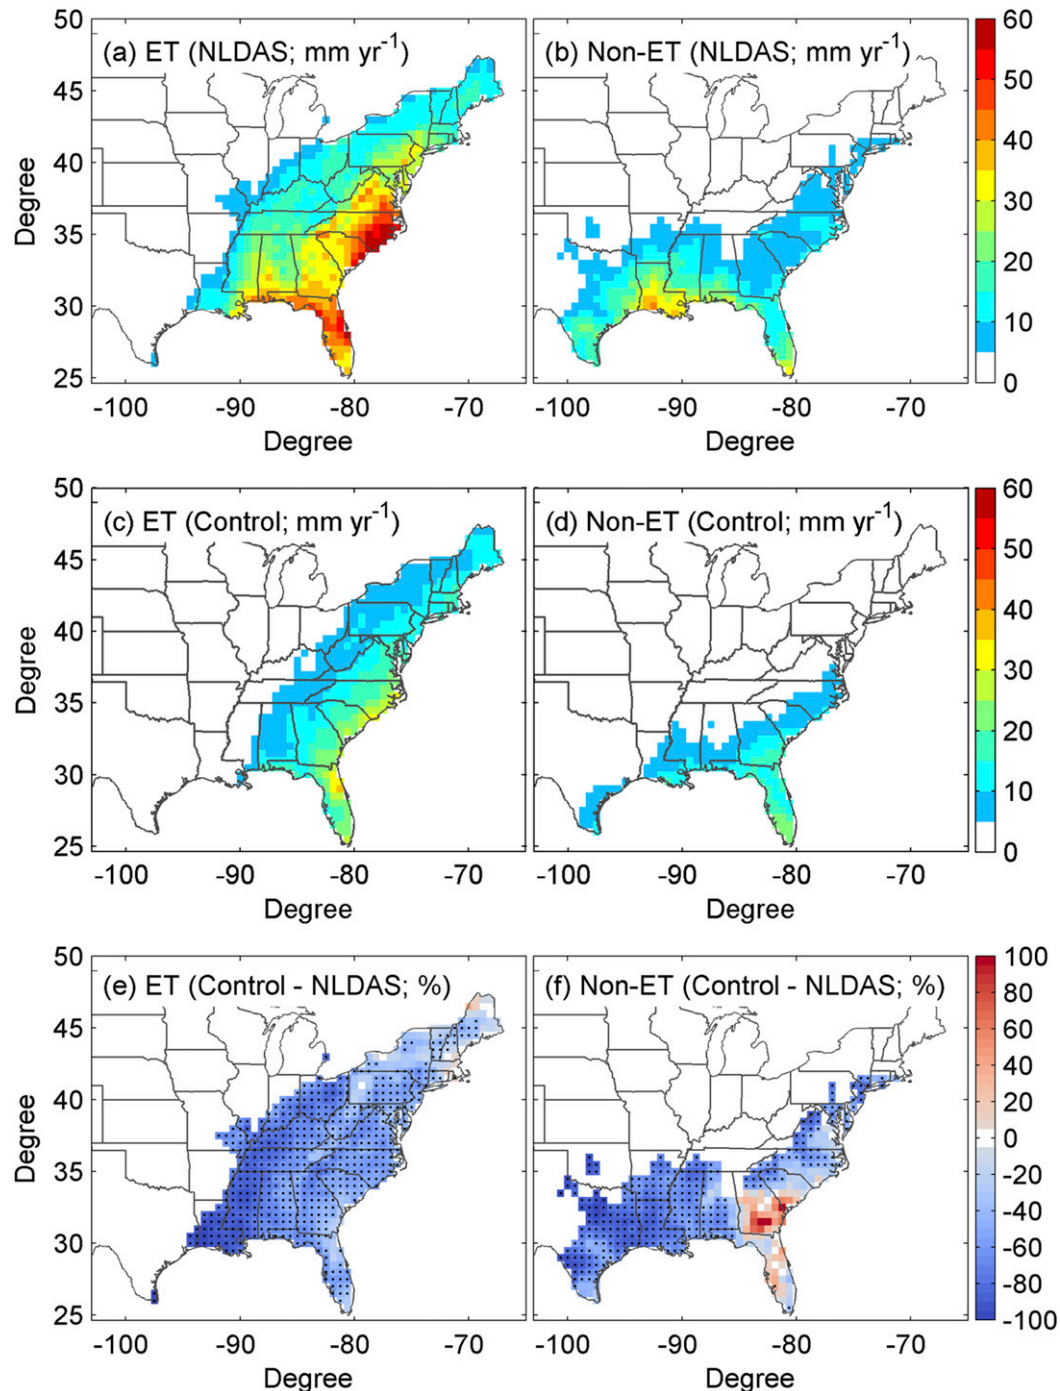 (a) ET (NLDAS; mm yr⁻¹)
50
45
40
35
30
25
Degree
-100 -90 -80 -70
Degree
(b) Non-ET (NLDAS; mm yr⁻¹)
-100 -90 -80 -70
Degree
60
50
40
30
20
10
0
(c) ET (Control; mm yr⁻¹)
50
45
40
35
30
25
Degree
-100 -90 -80 -70
Degree
(d) Non-ET (Control; mm yr⁻¹)
-100 -90 -80 -70
Degree
60
50
40
30
20
10
0
(e) ET (Control - NLDAS; %)
50
45
40
35
30
25
Degree
-100 -90 -80 -70
Degree
(f) Non-ET (Control - NLDAS; %)
-100 -90 -80 -70
Degree
100
80
60
40
20
0
-20
-40
-60
-80
-100